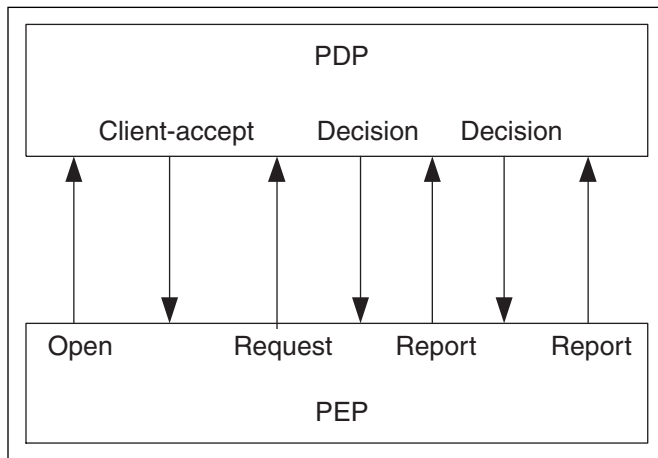 PDP
Client-accept Decision Decision
Open Request Report Report
PEP